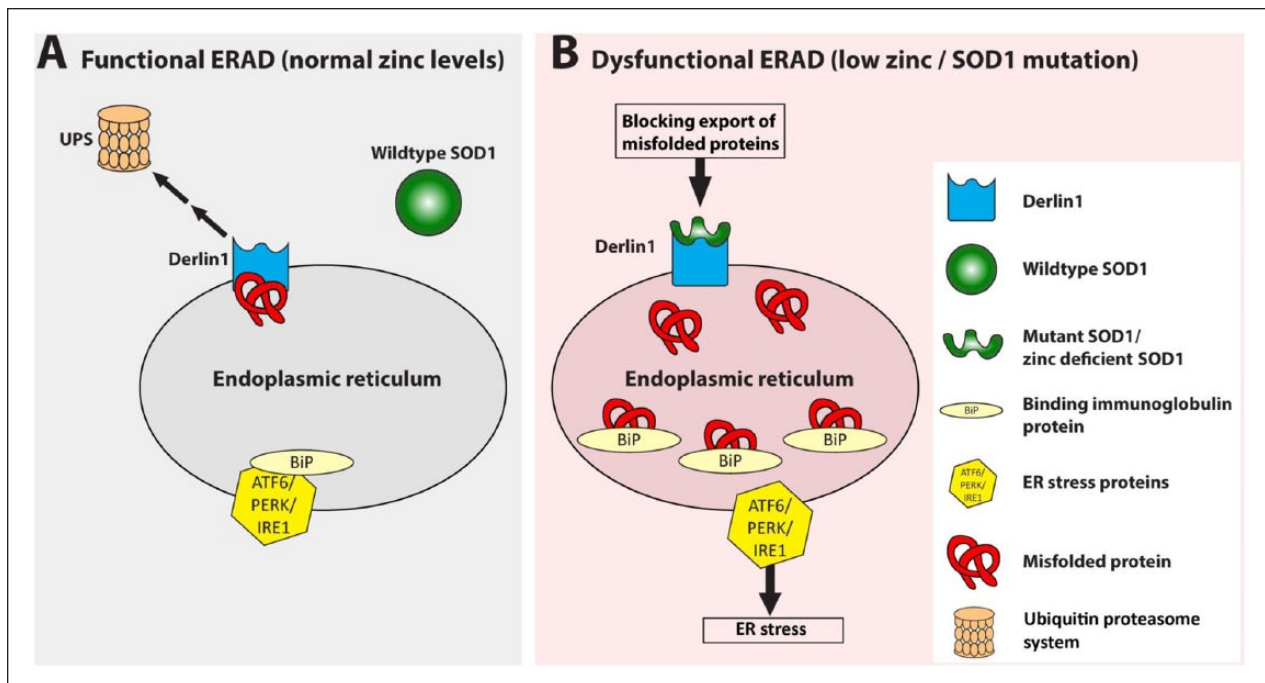 A Functional ERAD (normal zinc levels)
UPS
Wildtype SOD1
Derlin1
Endoplasmic reticulum
BiP
ATF6/
PERK/
IRE1
B Dysfunctional ERAD (low zinc / SOD1 mutation)
Blocking export of
misfolded proteins
Derlin1
Endoplasmic reticulum
BiP
BiP
BiP
ATF6/
PERK/
IRE1
ER stress
Derlin1
Wildtype SOD1
Mutant SOD1/
zinc deficient SOD1
BiP
Binding immunoglobulin
protein
ATF6/
PERK/
IRE1
ER stress proteins
Misfolded protein
Ubiquitin proteasome
system